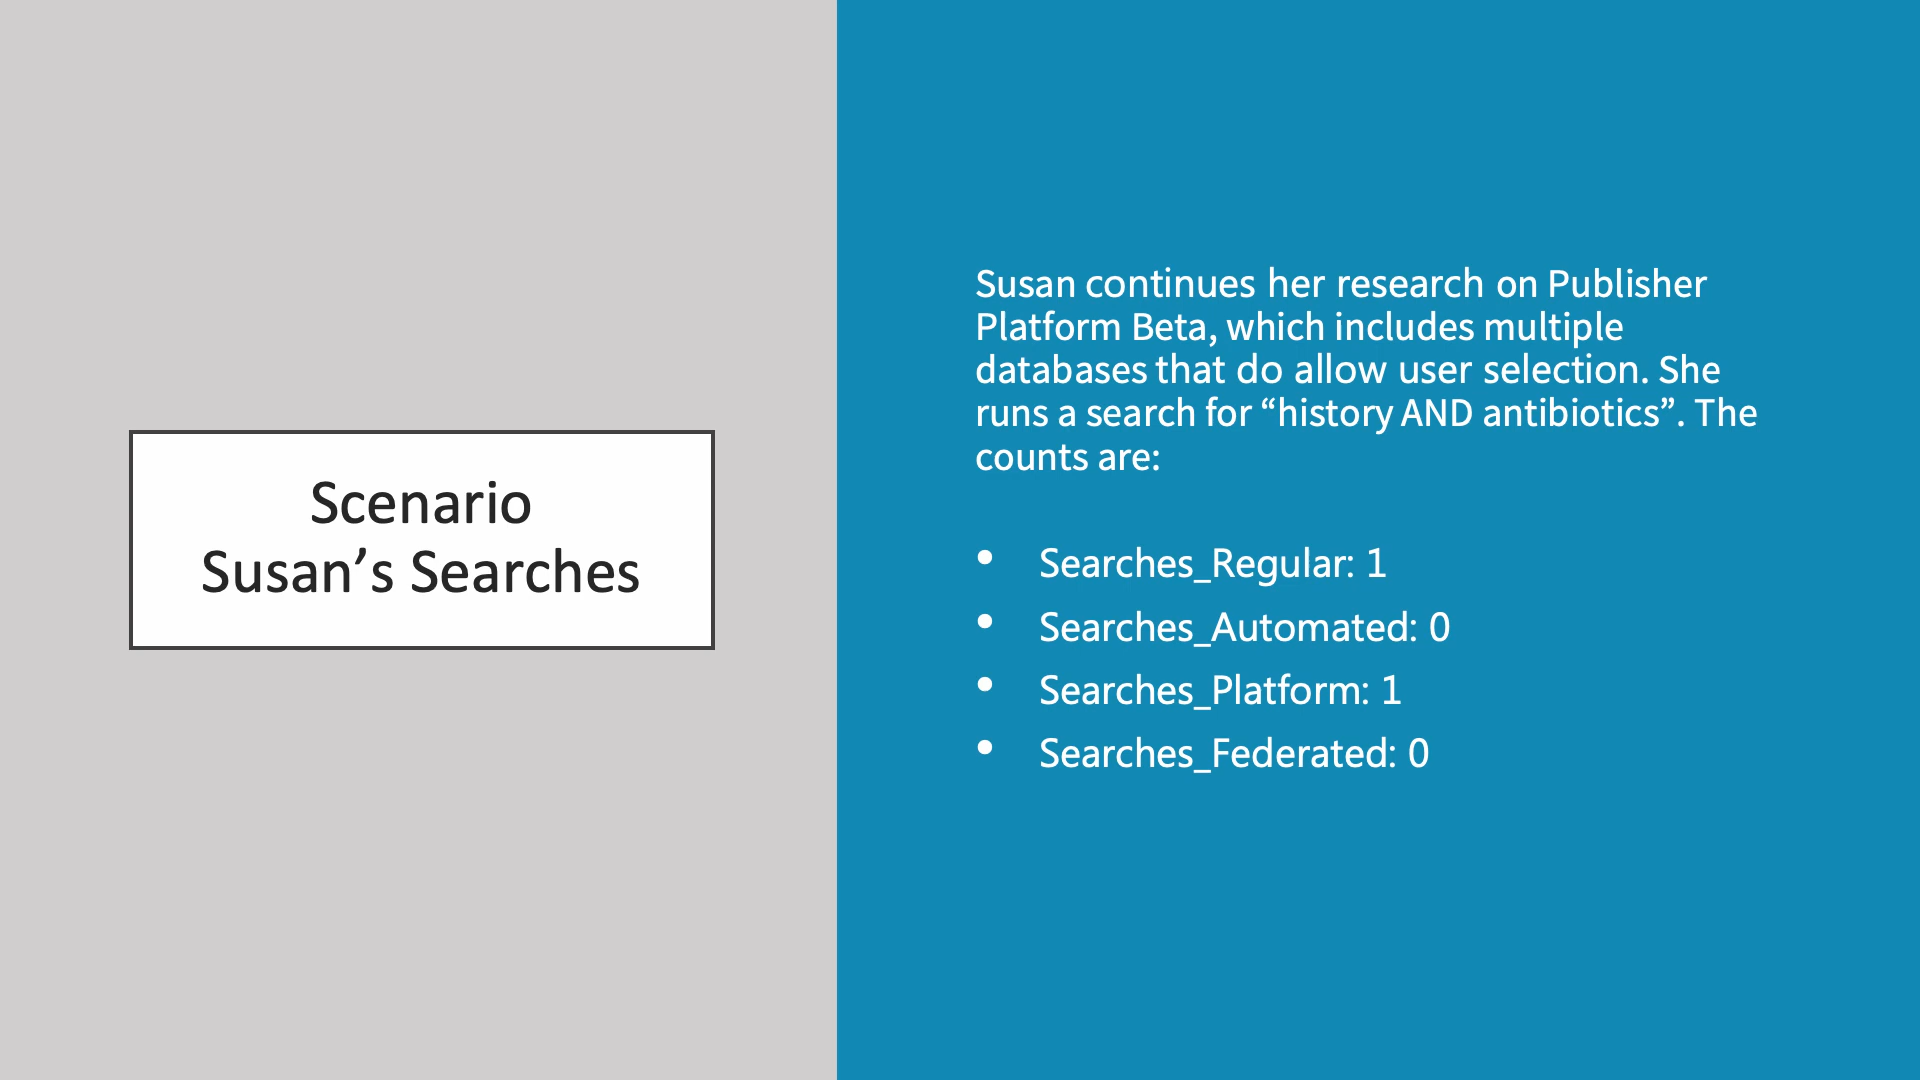 Scenario
Susan’s Searches
Susan continues her research on Publisher
Platform Beta, which includes multiple
databases that do allow user selection. She
runs a search for “history AND antibiotics”. The
counts are:
• Searches_Regular: 1
• Searches_Automated: 0
• Searches_Platform: 1
• Searches_Federated: 0